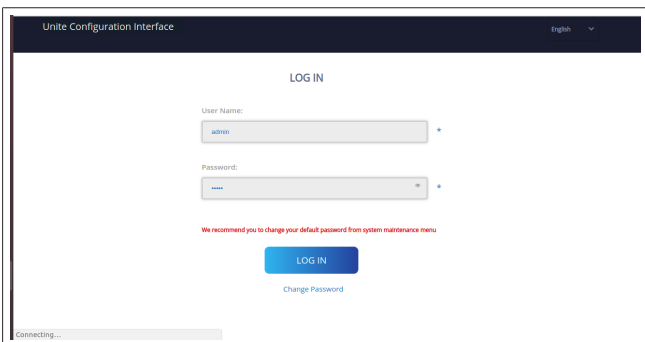 Unite Configuration Interface
English
LOG IN
User Name:
admin
*
Password:
•••••
*
We recommend you to change your default password from system maintenance menu
LOG IN
Change Password
Connecting...